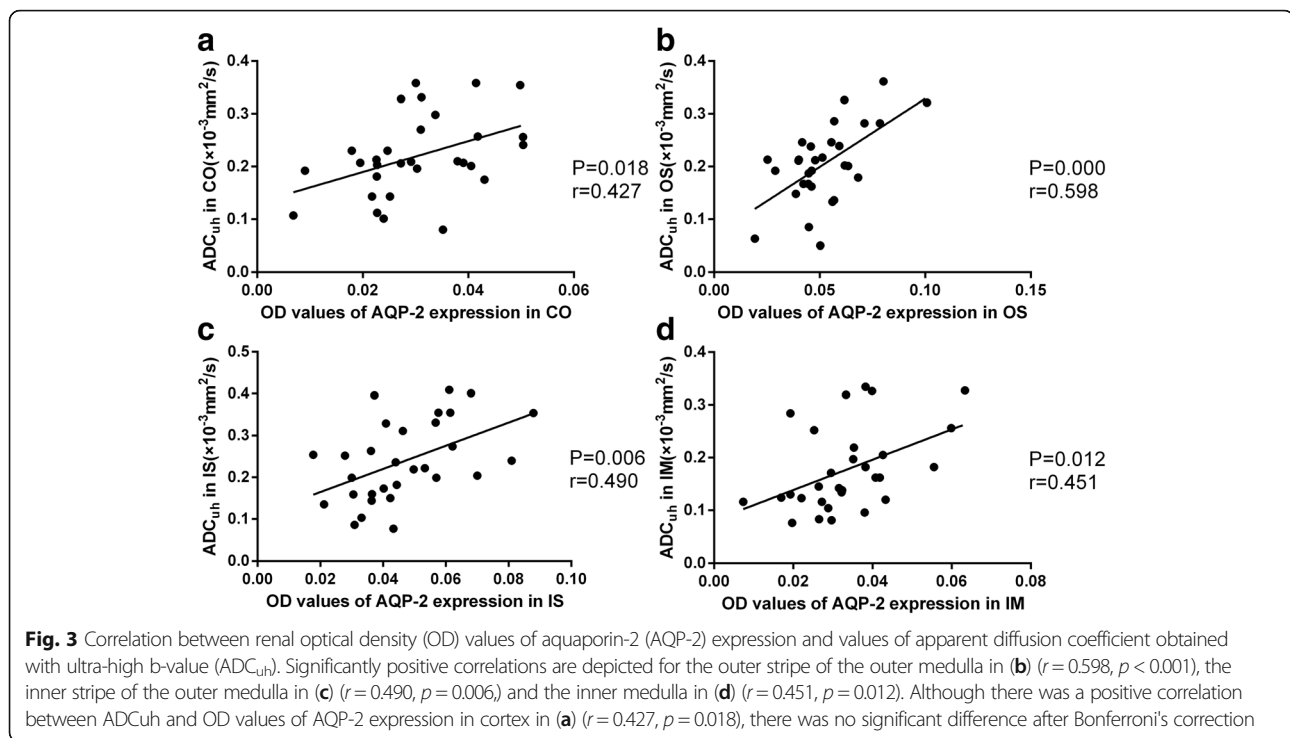 a
0.4
0.3
0.2
0.1
0.0
ADCuh in CO(×10⁻³mm²/s)
0.00 0.02 0.04 0.06
OD values of AQP-2 expression in CO
P=0.018
r=0.427
b
0.4
0.3
0.2
0.1
0.0
ADCuh in OS(×10⁻³mm²/s)
0.00 0.05 0.10 0.15
OD values of AQP-2 expression in OS
P=0.000
r=0.598
c
0.5
0.4
0.3
0.2
0.1
0.0
ADCuh in IS(×10⁻³mm²/s)
0.00 0.02 0.04 0.06 0.08 0.10
OD values of AQP-2 expression in IS
P=0.006
r=0.490
d
0.4
0.3
0.2
0.1
0.0
ADCuh in IM(×10⁻³mm²/s)
0.00 0.02 0.04 0.06 0.08
OD values of AQP-2 expression in IM
P=0.012
r=0.451
Fig. 3 Correlation between renal optical density (OD) values of aquaporin-2 (AQP-2) expression and values of apparent diffusion coefficient obtained
with ultra-high b-value (ADCuh). Significantly positive correlations are depicted for the outer stripe of the outer medulla in (b) (r = 0.598, p < 0.001), the
inner stripe of the outer medulla in (c) (r = 0.490, p = 0.006,) and the inner medulla in (d) (r = 0.451, p = 0.012). Although there was a positive correlation
between ADCuh and OD values of AQP-2 expression in cortex in (a) (r = 0.427, p = 0.018), there was no significant difference after Bonferroni's correction